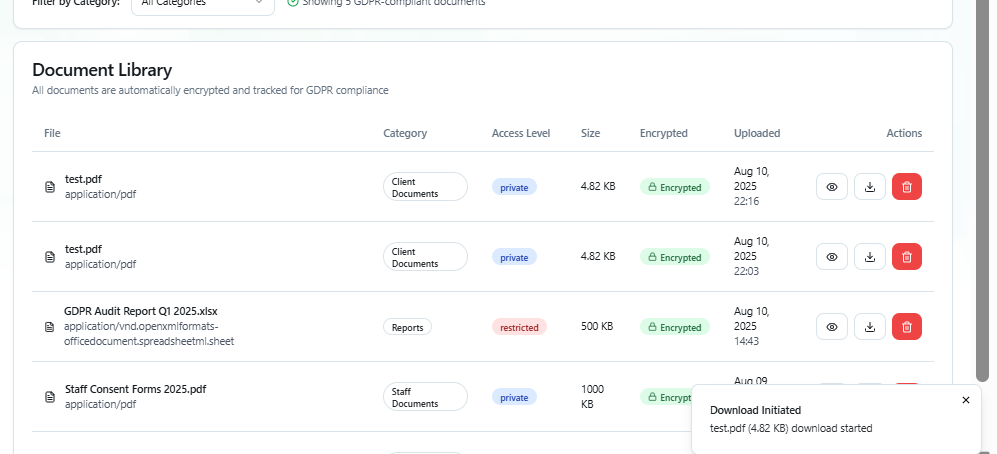 Filter by Category: All Categories Showing 5 GDPR-compliant documents
Document Library
All documents are automatically encrypted and tracked for GDPR compliance
File Category Access Level Size Encrypted Uploaded Actions
test.pdf
application/pdf
Client
Documents
private
4.82 KB
Encrypted
Aug 10,
2025
22:16
test.pdf
application/pdf
Client
Documents
private
4.82 KB
Encrypted
Aug 10,
2025
22:03
GDPR Audit Report Q1 2025.xlsx
application/vnd.openxmlformats-
officedocument.spreadsheetml.sheet
Reports
restricted
500 KB
Encrypted
Aug 10,
2025
14:43
Staff Consent Forms 2025.pdf
application/pdf
Staff
Documents
private
1000
KB
Encrypt
Aug 09
Download Initiated
test.pdf (4.82 KB) download started